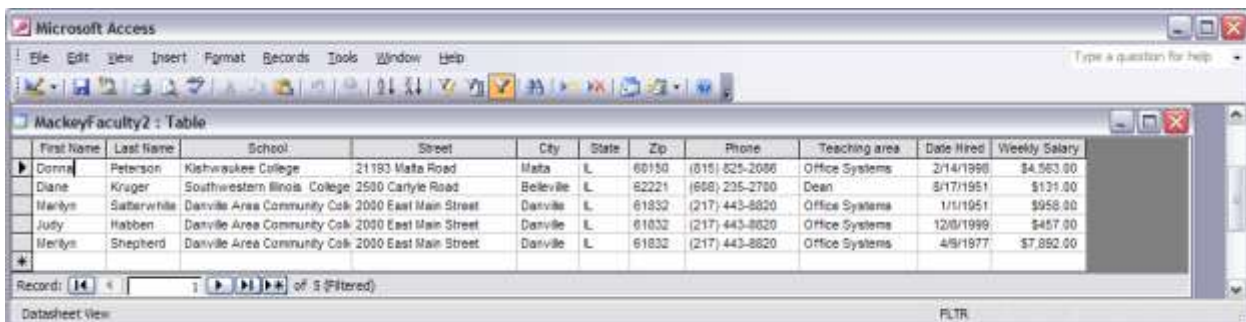 Microsoft Access
File Edit View Insert Format Records Tools Window Help Type a question for help
MackeyFaculty2 : Table
First Name Last Name School Street City State Zip Phone Teaching area Date Hired Weekly Salary
Donna Peterson Kishwaukee College 21193 Malta Road Malta IL 60150 (815) 825-2086 Office Systems 2/14/1998 $4,563.00
Diane Kruger Southwestern Illinois College 2500 Carlyle Road Belleville IL 62221 (608) 235-2700 Dean 8/17/1951 $131.00
Marilyn Satterwhite Danville Area Community Coll 2000 East Main Street Danville IL 61832 (217) 443-8820 Office Systems 1/1/1951 $958.00
Judy Habben Danville Area Community Coll 2000 East Main Street Danville IL 61832 (217) 443-8820 Office Systems 12/8/1999 $457.00
Merilyn Shepherd Danville Area Community Coll 2000 East Main Street Danville IL 61832 (217) 443-8820 Office Systems 4/9/1977 $7,892.00
Record: 1 of 5 (Filtered)
Datasheet View FLTR